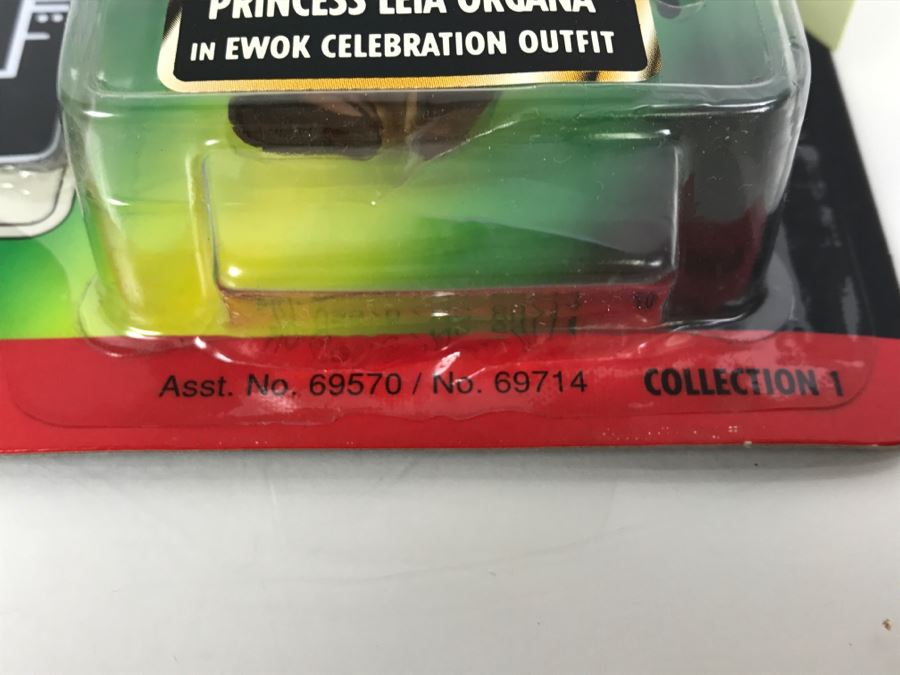 PRINCESS LEIA ORGANA
IN EWOK CELEBRATION OUTFIT
Asst. No. 69570 / No. 69714 COLLECTION 1